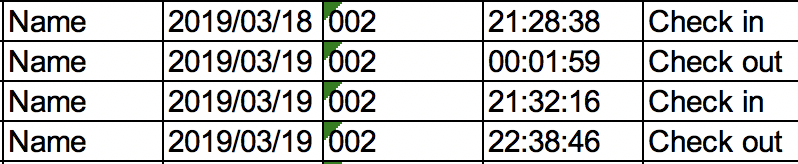 Name 2019/03/18 002 21:28:38 Check in
Name 2019/03/19 002 00:01:59 Check out
Name 2019/03/19 002 21:32:16 Check in
Name 2019/03/19 002 22:38:46 Check out